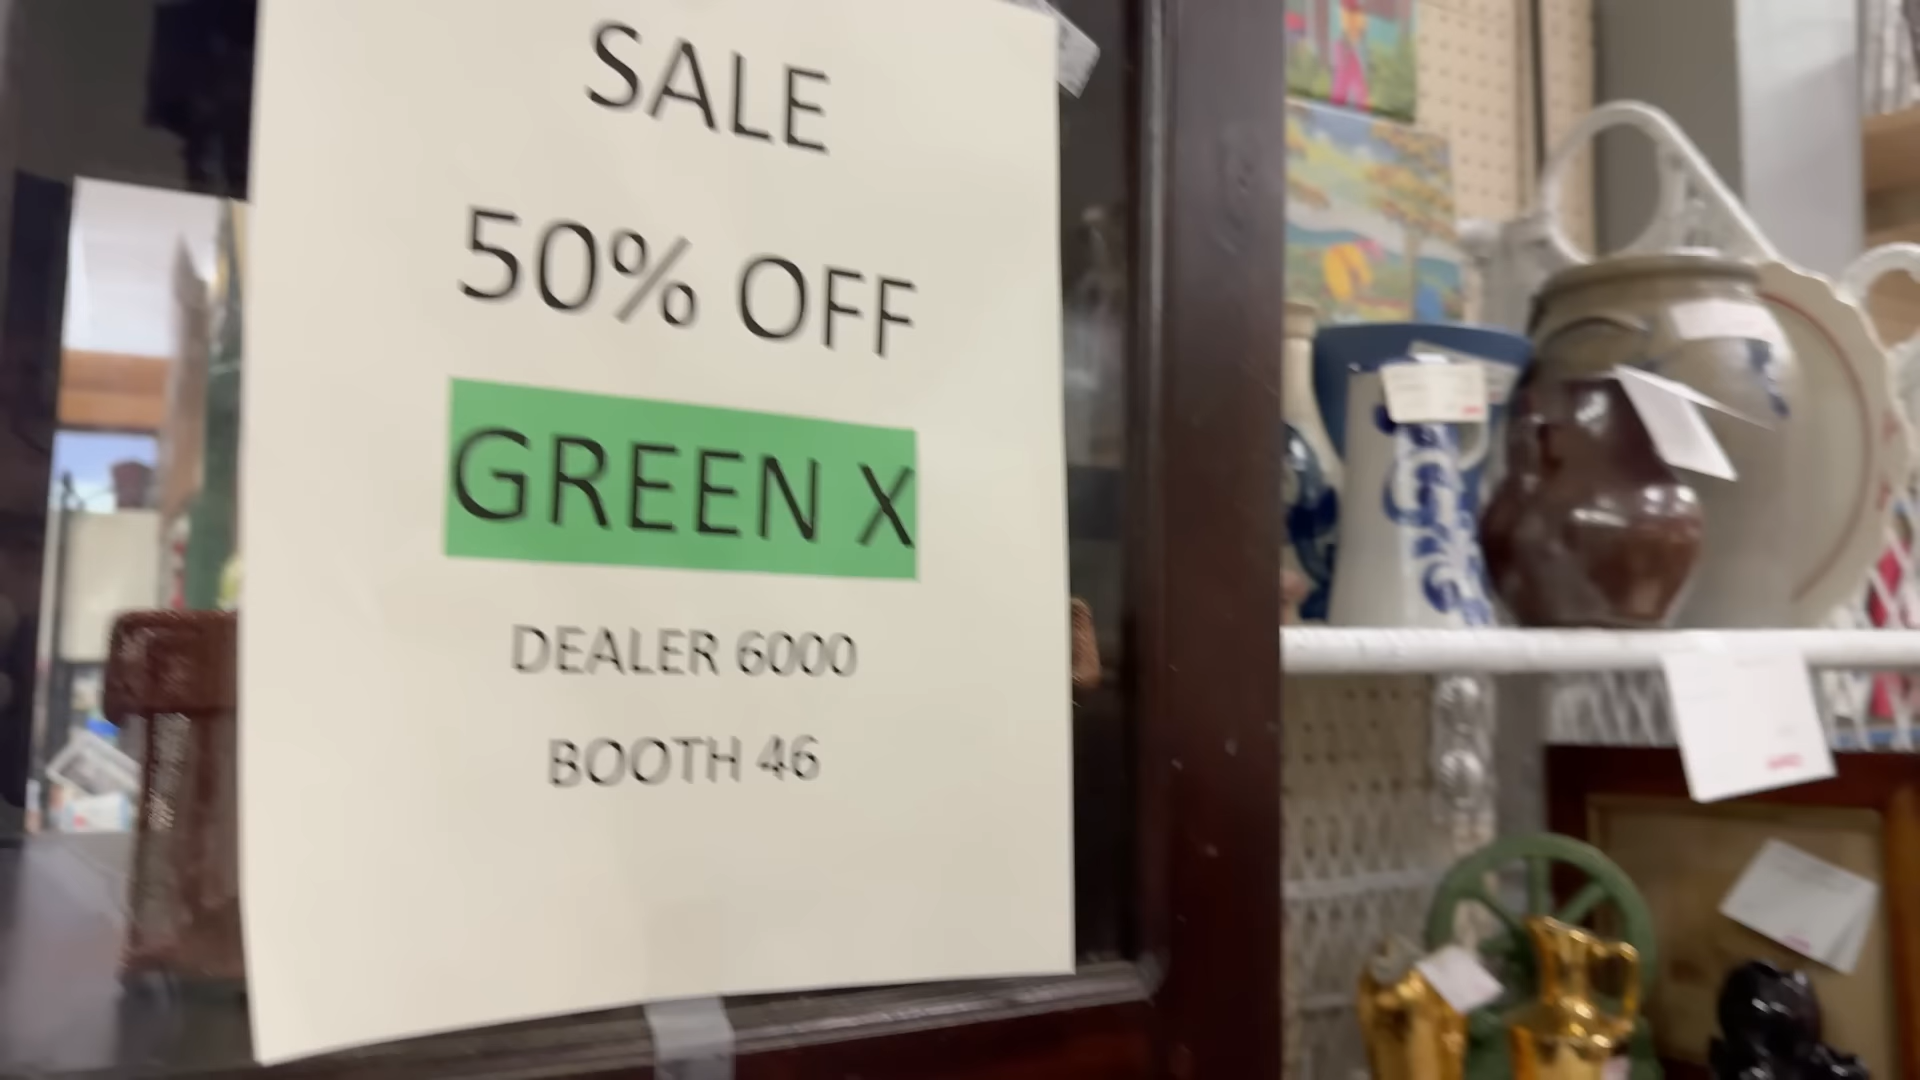 SALE
50% OFF
GREEN X
DEALER 6000
BOOTH 46